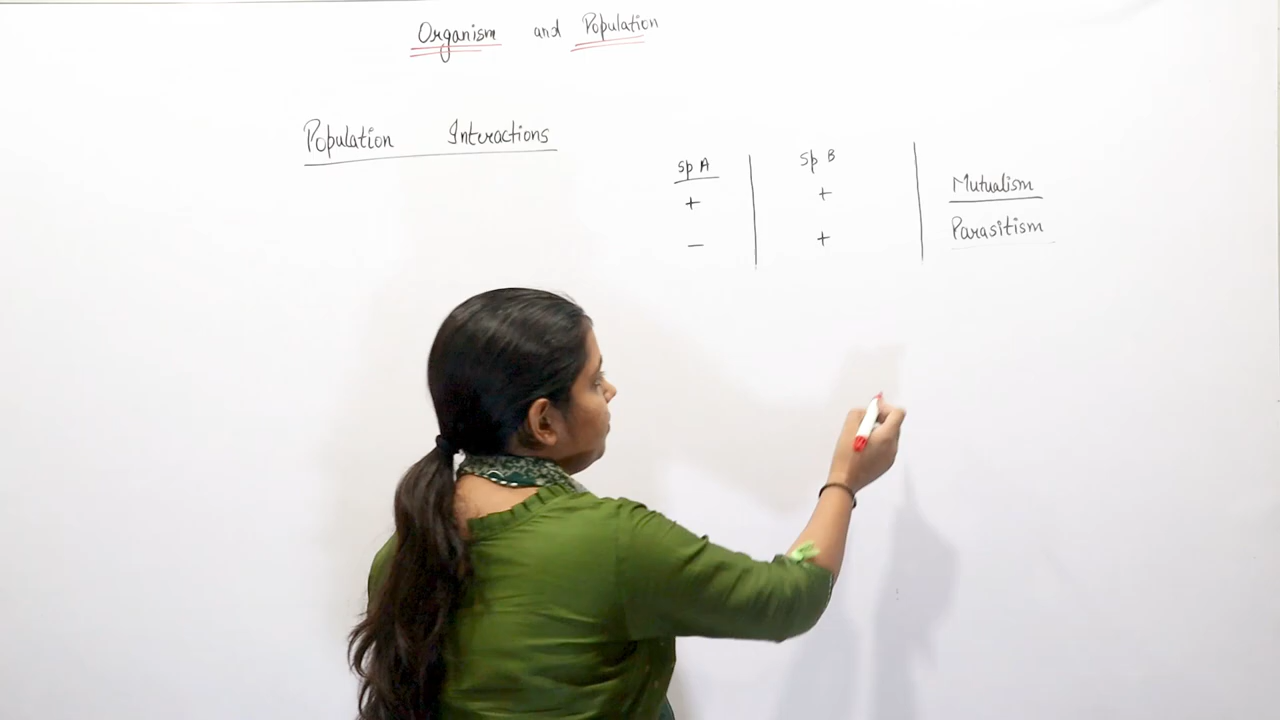 Organism and Population
Population Interactions
Sp A Sp B
+ + Mutualism
− + Parasitism